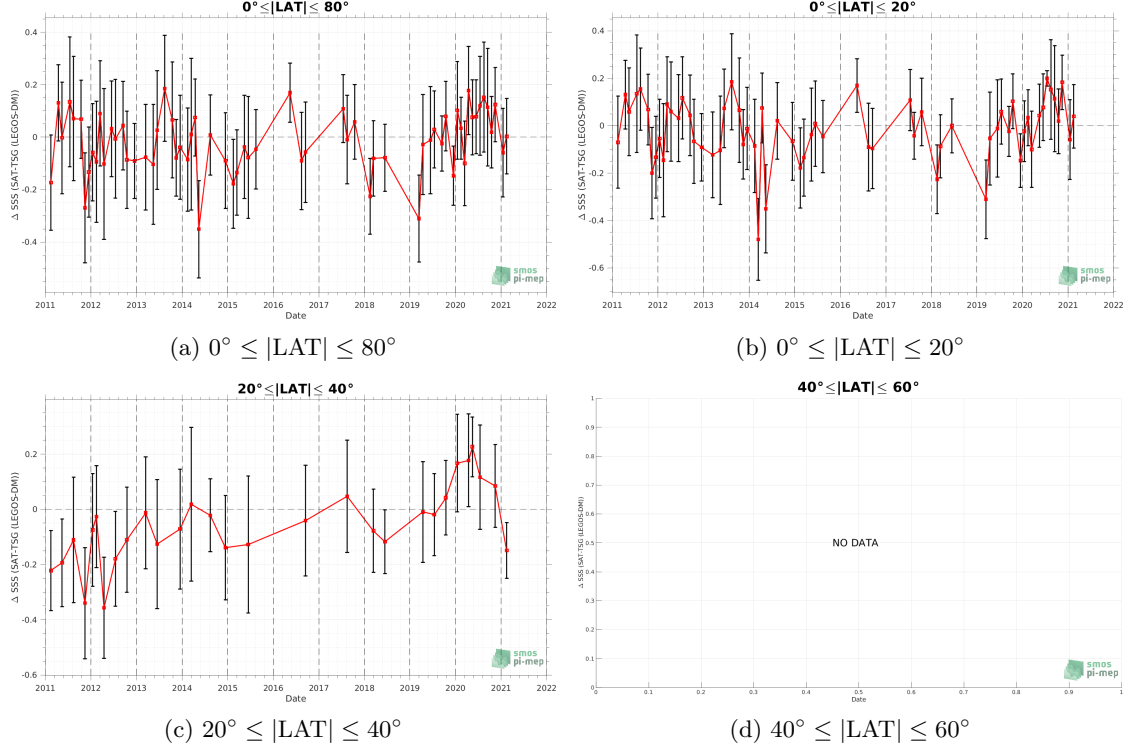 0°≤|LAT|≤ 80°
Δ SSS (SAT-TSG (LEGOS-DM))
0.4
0.2
0
-0.2
-0.4
2011 2012 2013 2014 2015 2016 2017 2018 2019 2020 2021 2022
Date
smos
pi-mep
(a) 0° ≤ |LAT| ≤ 80°
0°≤|LAT|≤ 20°
Δ SSS (SAT-TSG (LEGOS-DM))
0.4
0.2
0
-0.2
-0.4
-0.6
2011 2012 2013 2014 2015 2016 2017 2018 2019 2020 2021 2022
Date
smos
pi-mep
(b) 0° ≤ |LAT| ≤ 20°
20°≤|LAT|≤ 40°
Δ SSS (SAT-TSG (LEGOS-DM))
0.2
0
-0.2
-0.4
-0.6
2011 2012 2013 2014 2015 2016 2017 2018 2019 2020 2021 2022
Date
smos
pi-mep
(c) 20° ≤ |LAT| ≤ 40°
40°≤|LAT|≤ 60°
Δ SSS (SAT-TSG (LEGOS-DM))
1
0.9
0.8
0.7
0.6
0.5
0.4
0.3
0.2
0.1
0
NO DATA
0 0.1 0.2 0.3 0.4 0.5 0.6 0.7 0.8 0.9 1
Date
smos
pi-mep
(d) 40° ≤ |LAT| ≤ 60°